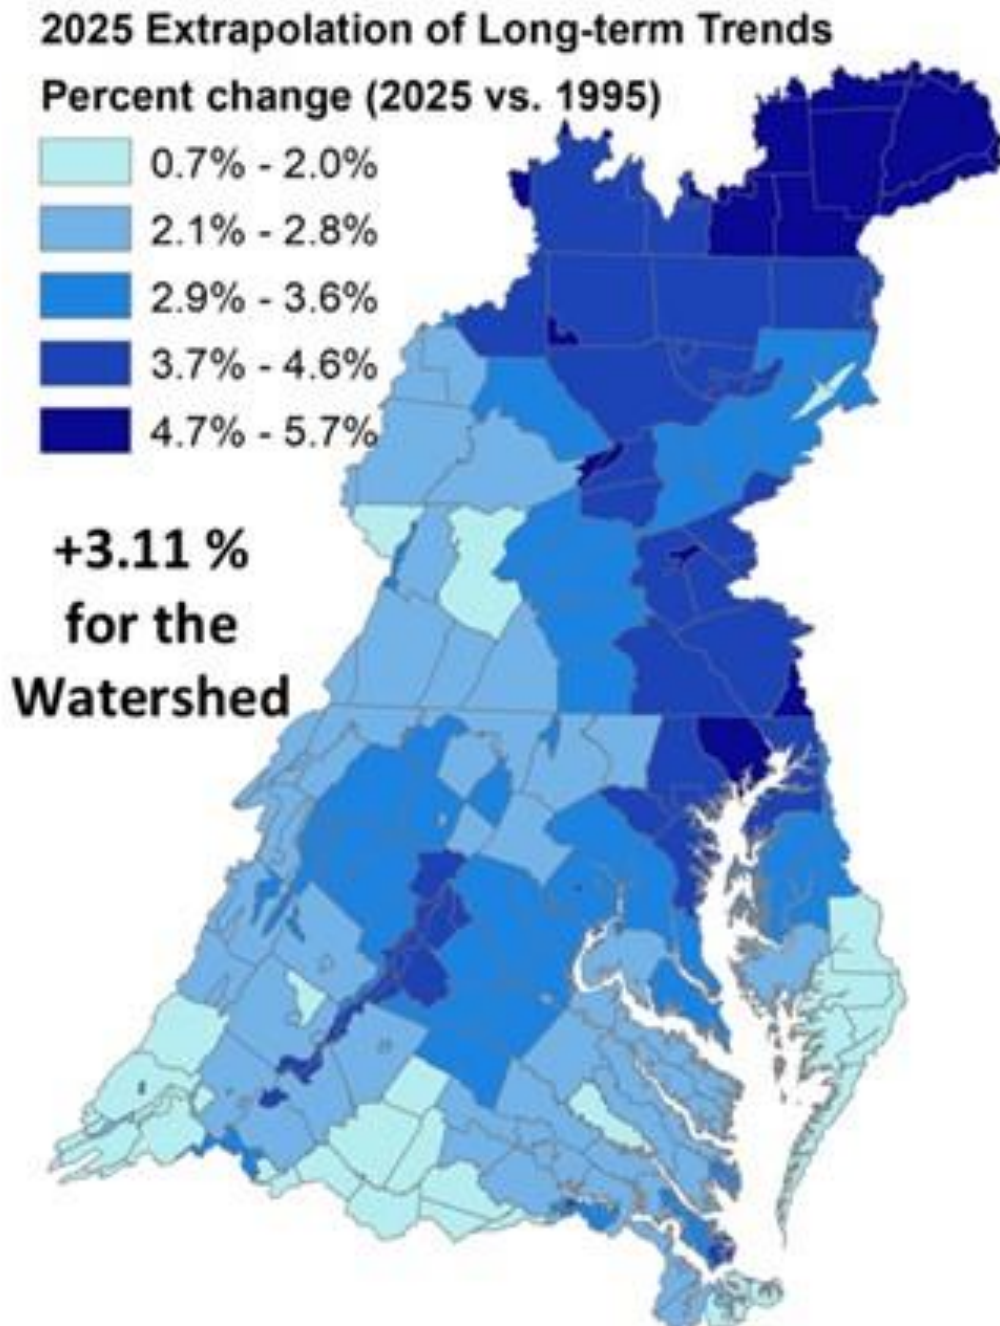 2025 Extrapolation of Long-term Trends
Percent change (2025 vs. 1995)
0.7% - 2.0%
2.1% - 2.8%
2.9% - 3.6%
3.7% - 4.6%
4.7% - 5.7%
+3.11 %
for the
Watershed